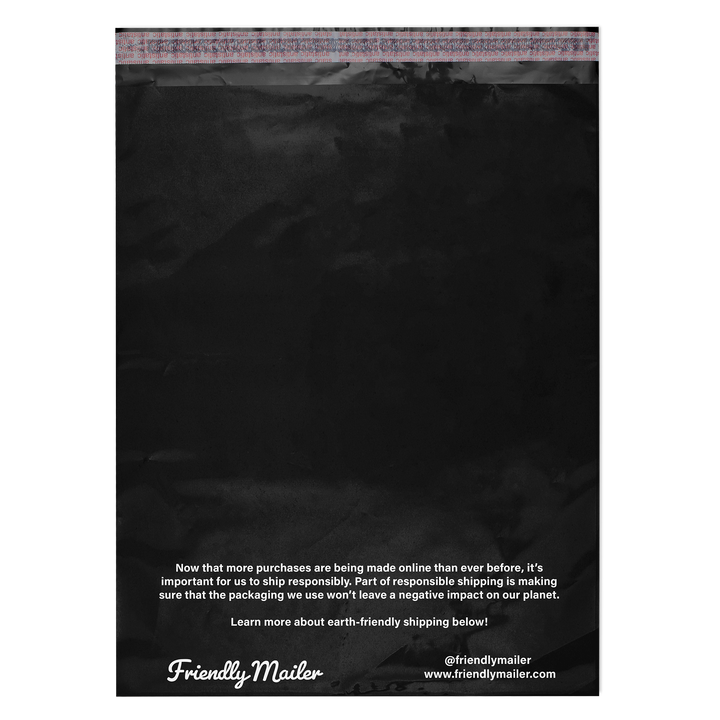 Now that more purchases are being made online than ever before, it's
important for us to ship responsibly. Part of responsible shipping is making
sure that the packaging we use won't leave a negative impact on our planet.
Learn more about earth-friendly shipping below!
Friendly Mailer
@friendlymailer
www.friendlymailer.com